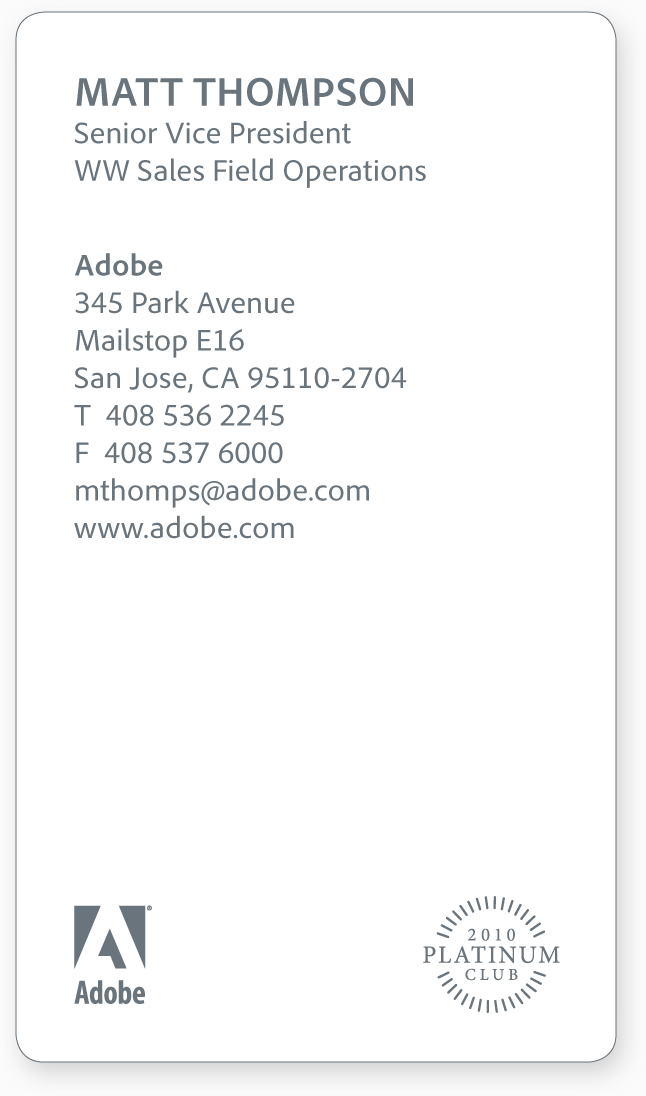 MATT THOMPSON
Senior Vice President
WW Sales Field Operations
Adobe
345 Park Avenue
Mailstop E16
San Jose, CA 95110-2704
T 408 536 2245
F 408 537 6000
mthomps@adobe.com
www.adobe.com
Adobe
2010
PLATINUM
CLUB